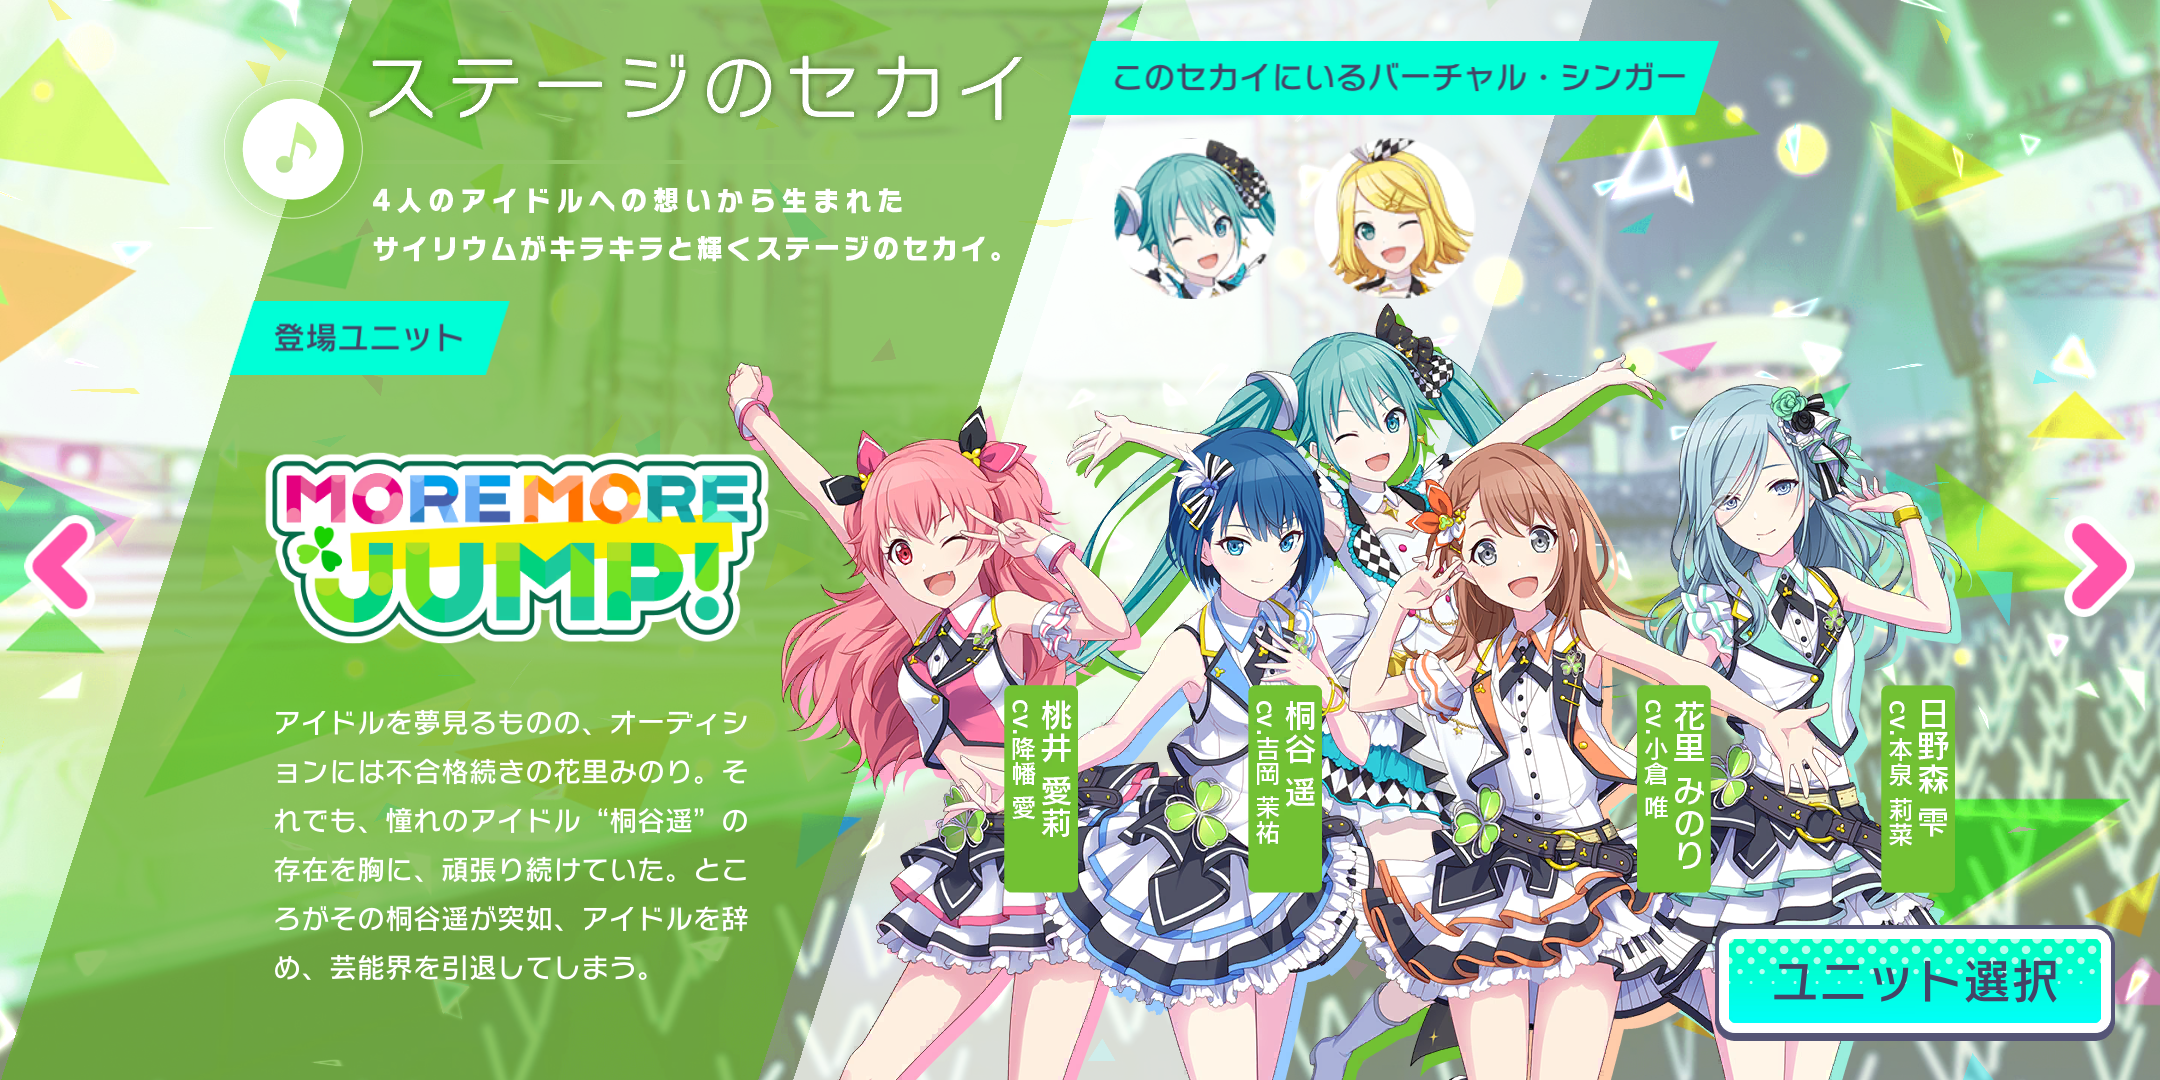 ステージのセカイ
4人のアイドルへの想いから生まれた
サイリウムがキラキラと輝くステージのセカイ。
このセカイにいるバーチャル・シンガー
登場ユニット
MORE MORE
JUMP!
アイドルを夢見るものの、オーディシ
ョンには不合格続きの花里みのり。そ
れでも、憧れのアイドル“桐谷遥”の
存在を胸に、頑張り続けていた。とこ
ろがその桐谷遥が突如、アイドルを辞
め、芸能界を引退してしまう。
桃井 愛莉
CV.降幡 愛
桐谷 遥
CV.吉岡 茉祐
花里 みのり
CV.小倉 唯
日野森 雫
CV.本泉 莉菜
ユニット選択